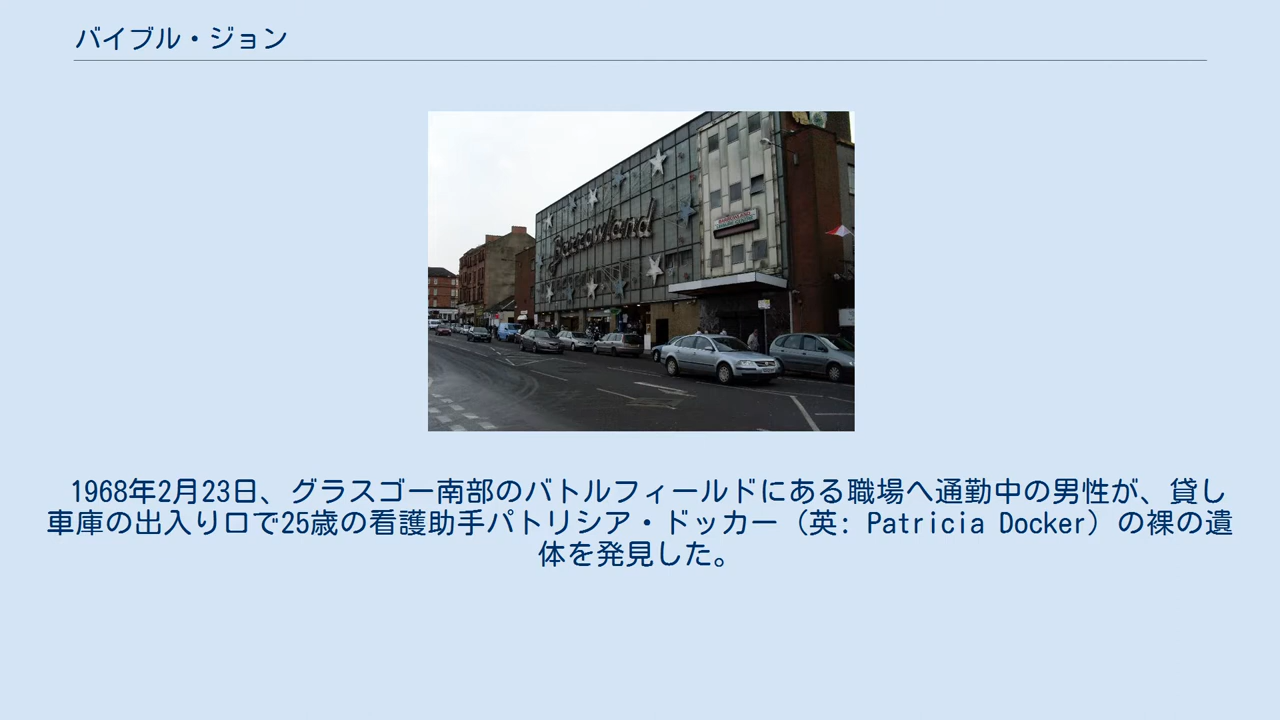 バイブル・ジョン
Barrowland
1968年2月23日、グラスゴー南部のバトルフィールドにある職場へ通勤中の男性が、貸し
車庫の出入り口で25歳の看護助手パトリシア・ドッカー（英: Patricia Docker）の裸の遺
体を発見した。